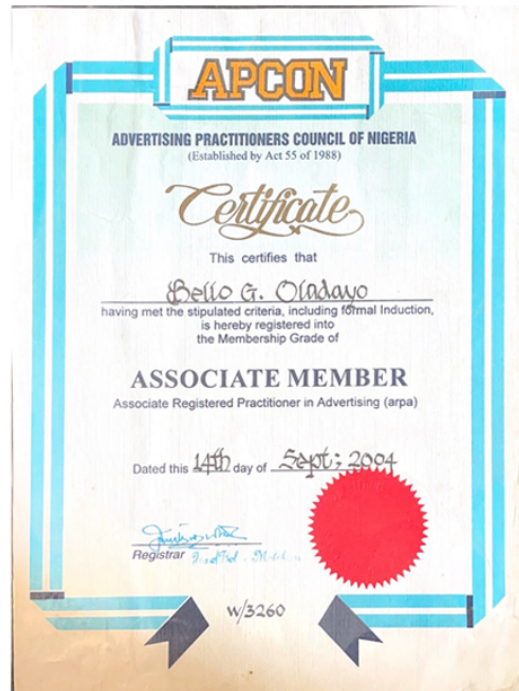 APCON
ADVERTISING PRACTITIONERS COUNCIL OF NIGERIA
(Established by Act 55 of 1988)
Certificate
This certifies that
Bello G. Oladayo
having met the stipulated criteria, including formal Induction,
is hereby registered into
the Membership Grade of
ASSOCIATE MEMBER
Associate Registered Practitioner in Advertising (arpa)
Dated this 14th day of Sept; 2004
Registrar
W/3260